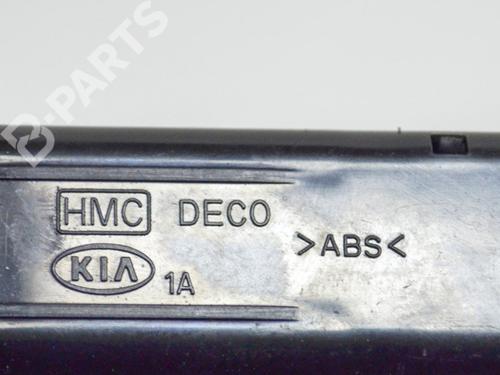 B-PARTS
HMC DECO
KIA 1A
>ABS<